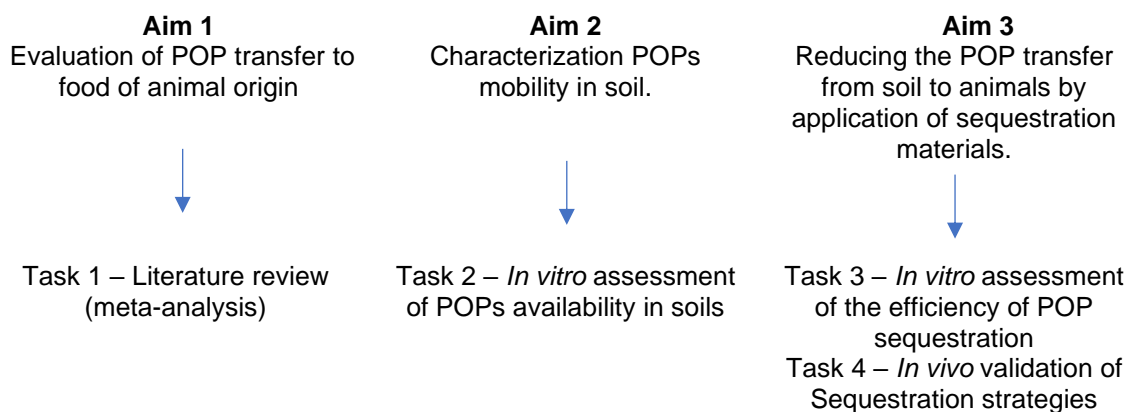 Aim 1
Evaluation of POP transfer to
food of animal origin
Task 1 – Literature review
(meta-analysis)
Aim 2
Characterization POPs
mobility in soil.
Task 2 – In vitro assessment
of POPs availability in soils
Aim 3
Reducing the POP transfer
from soil to animals by
application of sequestration
materials.
Task 3 – In vitro assessment
of the efficiency of POP
sequestration
Task 4 – In vivo validation of
Sequestration strategies